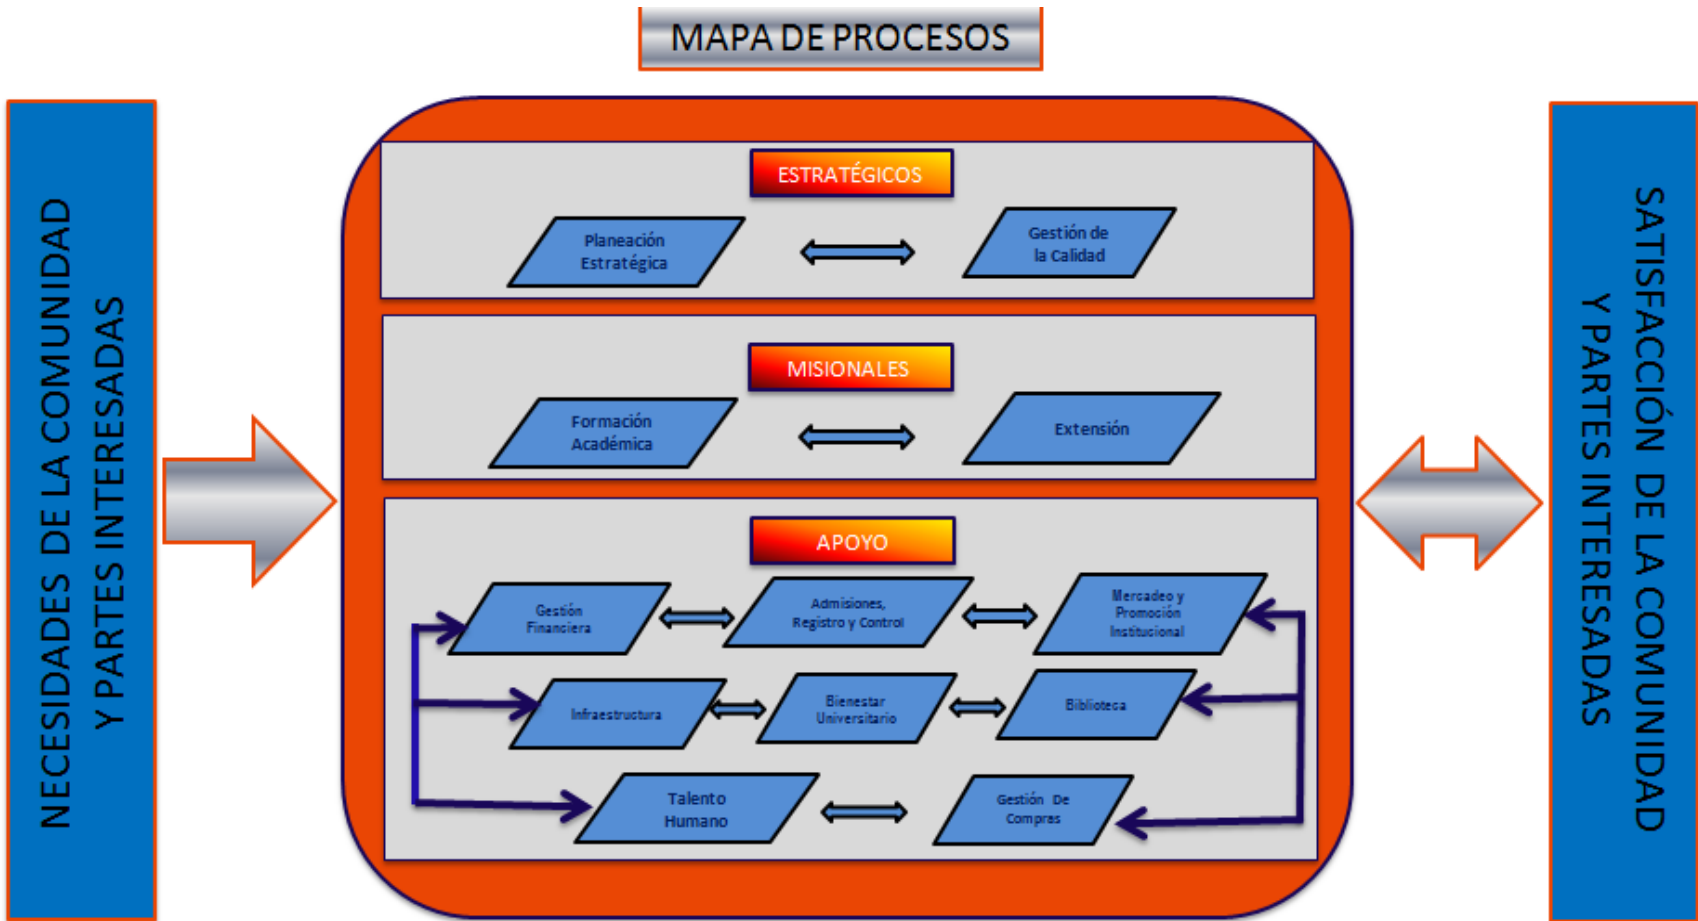 MAPA DE PROCESOS
NECESIDADES DE LA COMUNIDAD
Y PARTES INTERESADAS
ESTRATÉGICOS
Planeación
Estratégica
Gestión de
la Calidad
MISIONALES
Formación
Académica
Extensión
APOYO
Gestión
Financiera
Admisiones,
Registro y Control
Mercadeo y
Promoción
Institucional
Infraestructura
Bienestar
Universitario
Biblioteca
Talento
Humano
Gestión De
Compras
SATISFACCIÓN DE LA COMUNIDAD
Y PARTES INTERESADAS